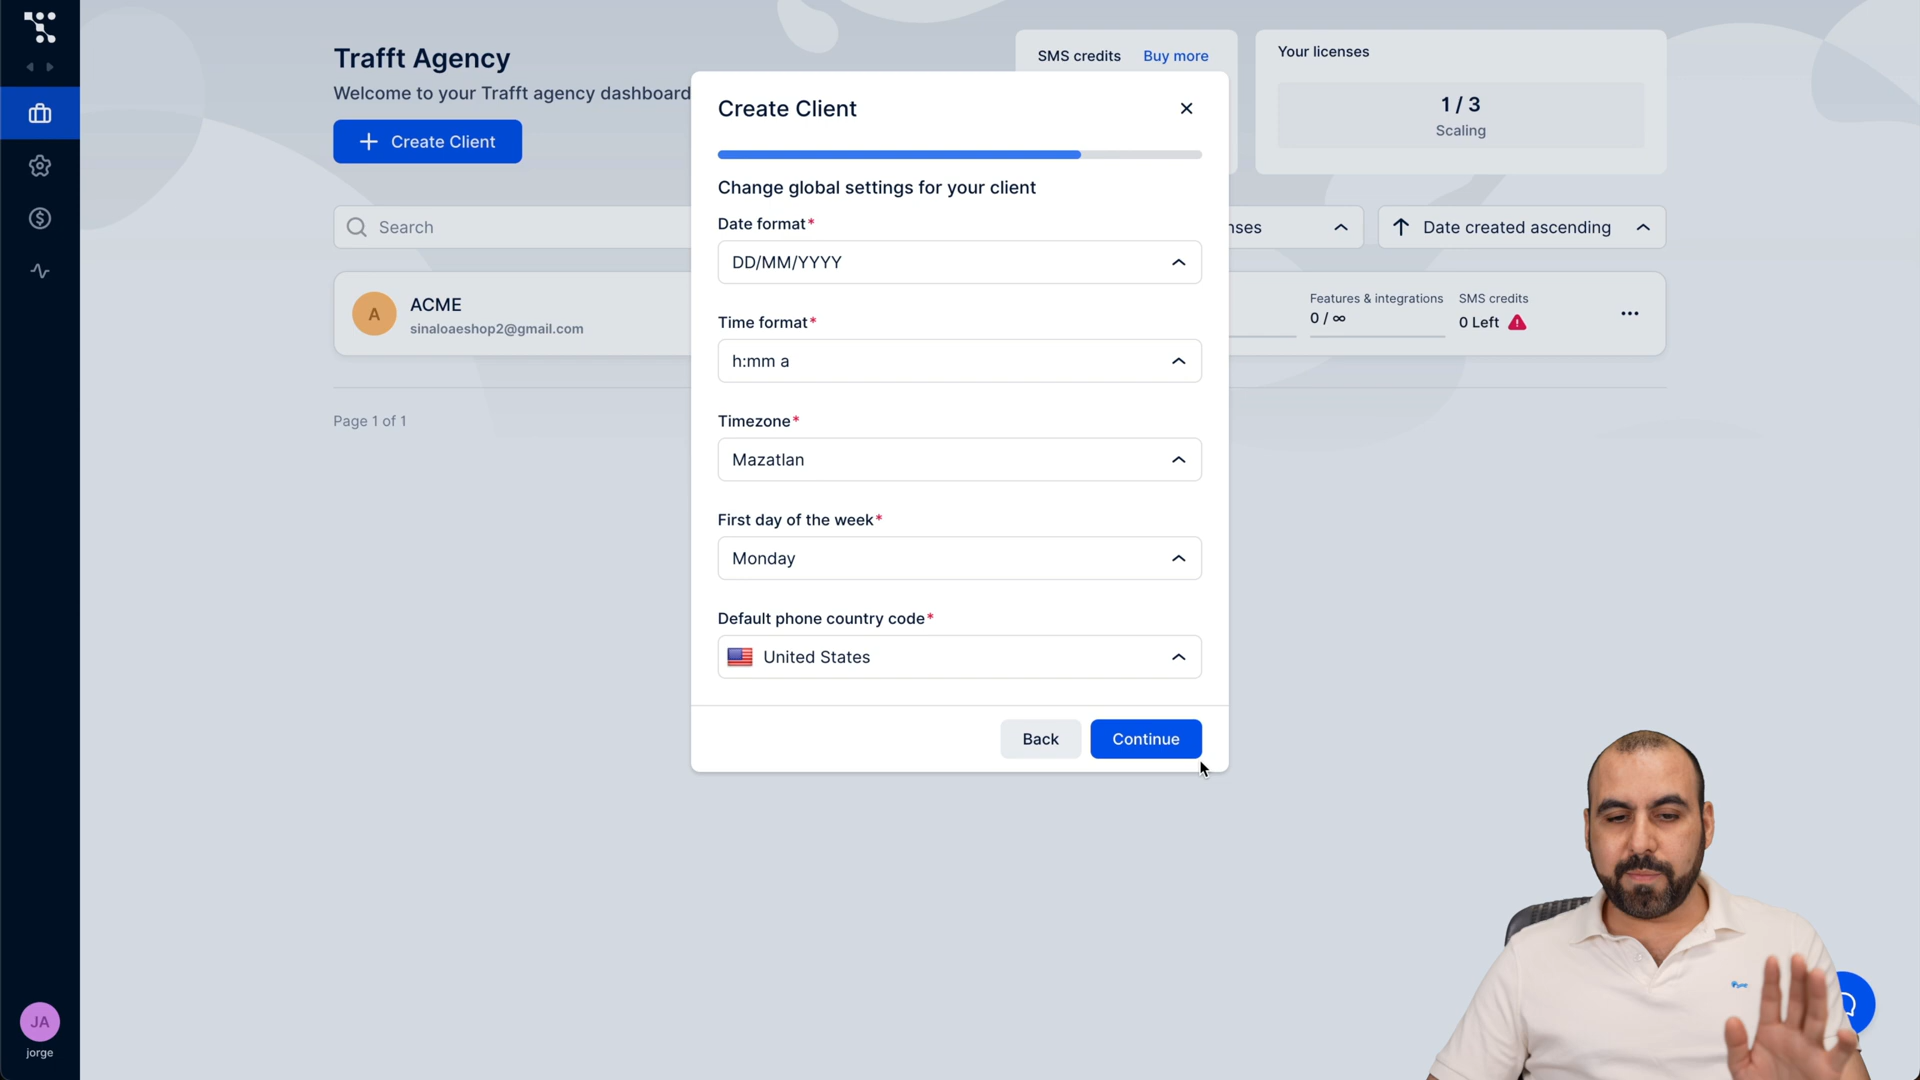 Trafft Agency
Welcome to your Trafft agency dashboard
Create Client
SMS credits Buy more
Your licenses
1 / 3
Scaling
Search
nses
Date created ascending
A
ACME
sinaloaeshop2@gmail.com
Features & integrations
0 / ∞
SMS credits
0 Left
Page 1 of 1
Create Client
Change global settings for your client
Date format*
DD/MM/YYYY
Time format*
h:mm a
Timezone*
Mazatlan
First day of the week*
Monday
Default phone country code*
United States
Back
Continue
JA
jorge